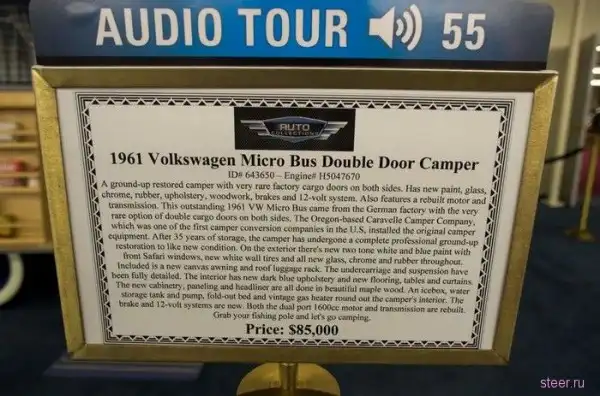 AUDIO TOUR 55
AUTO
COLLECTIONS
1961 Volkswagen Micro Bus Double Door Camper
ID# 643650 – Engine# H5047670
A ground-up restored camper with very rare factory cargo doors on both sides. Has new paint, glass,
chrome, rubber, upholstery, woodwork, brakes and 12-volt system. Also features a rebuilt motor and
transmission. This outstanding 1961 VW Micro Bus came from the German factory with the very
rare option of double cargo doors on both sides. The Oregon-based Caravelle Camper Company,
which was one of the first camper conversion companies in the U.S, installed the original camper
equipment. After 35 years of storage, the camper has undergone a complete professional ground-up
restoration to like new condition. On the exterior there's new two tone white and blue paint with
front Safari windows, new white wall tires and all new glass, chrome and rubber throughout.
Included is a new canvas awning and roof luggage rack. The undercarriage and suspension have
been fully detailed. The interior has new dark blue upholstery and new flooring, tables and curtains.
The new cabinetry, paneling and headliner are all done in beautiful maple wood. An icebox, water
storage tank and pump, fold-out bed and vintage gas heater round out the camper's interior. The
brake and 12-volt systems are new. Both the dual port 1600cc motor and transmission are rebuilt.
Grab your fishing pole and let's go camping.
Price: $85,000
steer.ru